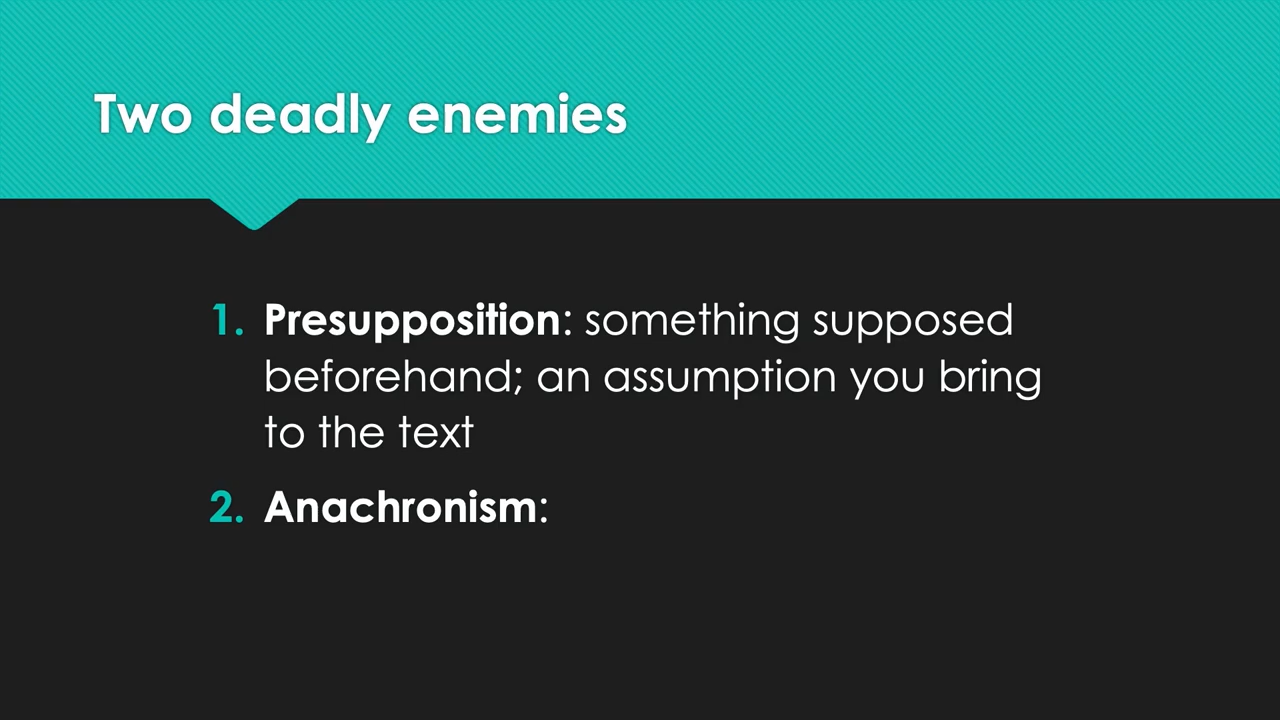 Two deadly enemies
1. Presupposition: something supposed
beforehand; an assumption you bring
to the text
2. Anachronism: